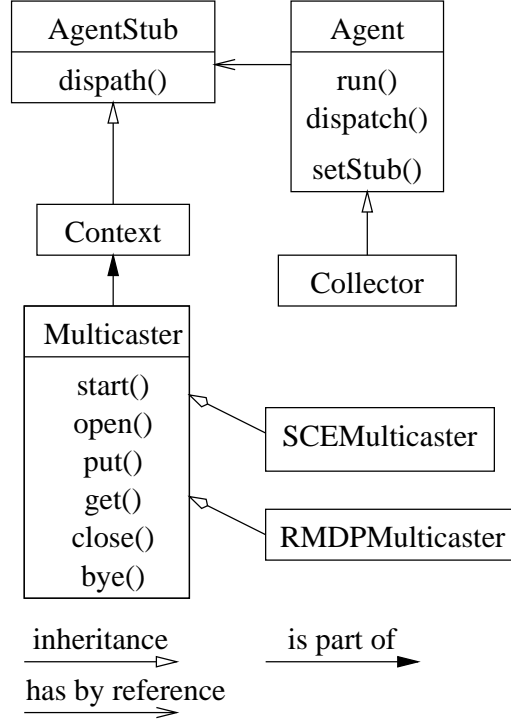 AgentStub
dispath()
Agent
run()
dispatch()
setStub()
Context
Collector
Multicaster
start()
open()
put()
get()
close()
bye()
SCEMulticaster
RMDPMulticaster
inheritance
is part of
has by reference